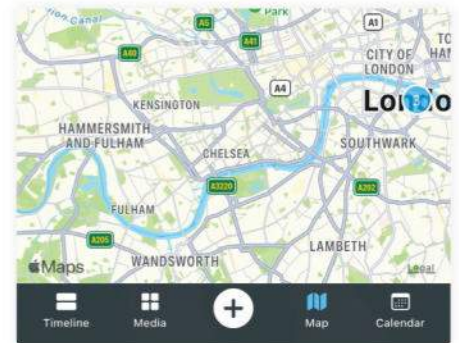 Park
A5
A1
A40
A41
CITY OF
LONDON
A4
KENSINGTON
HAMMERSMITH
AND FULHAM
CHELSEA
SOUTHWARK
A3220
A202
FULHAM
A205
LAMBETH
WANDSWORTH
Maps
Legal
Timeline
Media
Map
Calendar